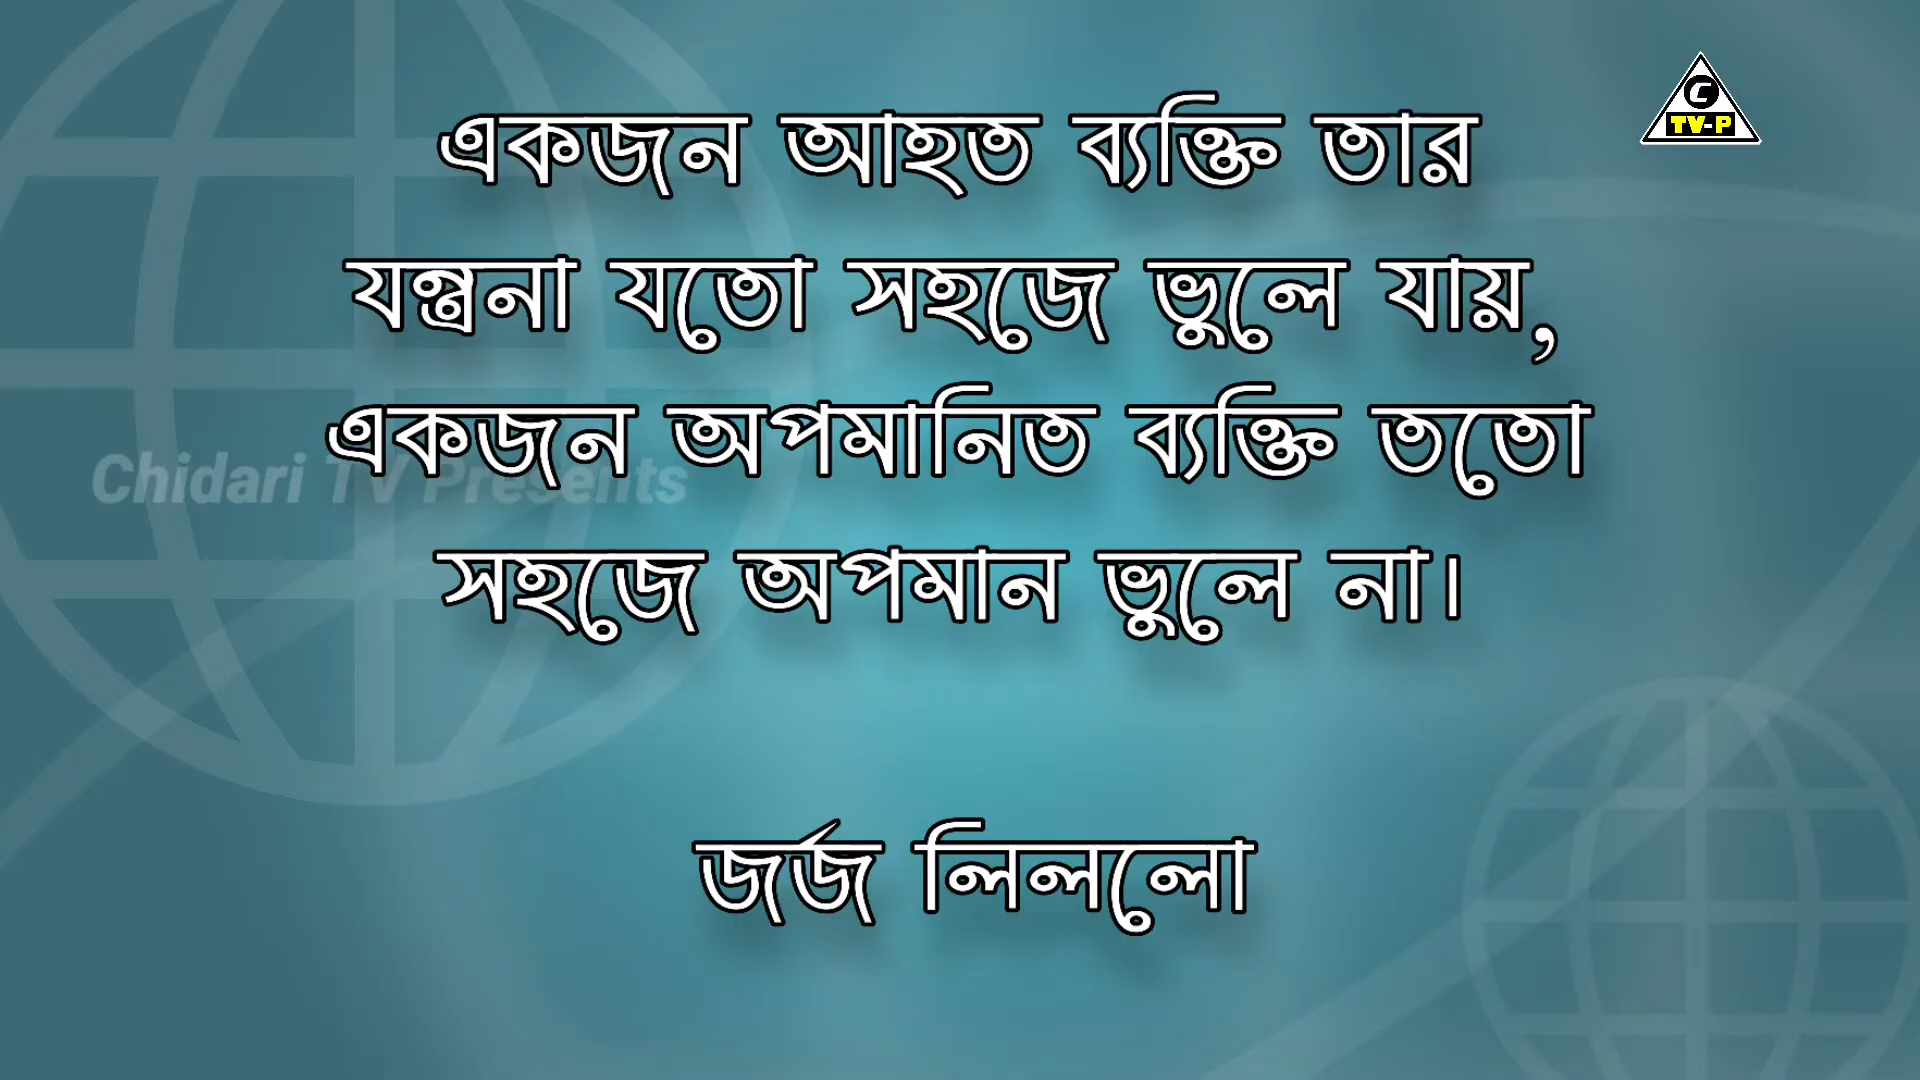 C
TV-P
একজন আহত ব্যক্তি তার
যন্ত্রনা যতো সহজে ভুলে যায়,
একজন অপমানিত ব্যক্তি ততো
Chidari TV Presents
সহজে অপমান ভুলে না।
জর্জ লিললো